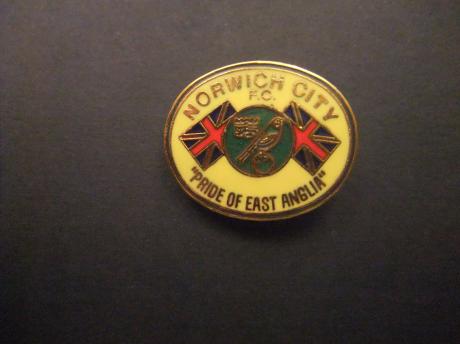 NORWICH CITY
F.C.
"PRIDE OF EAST ANGLIA"